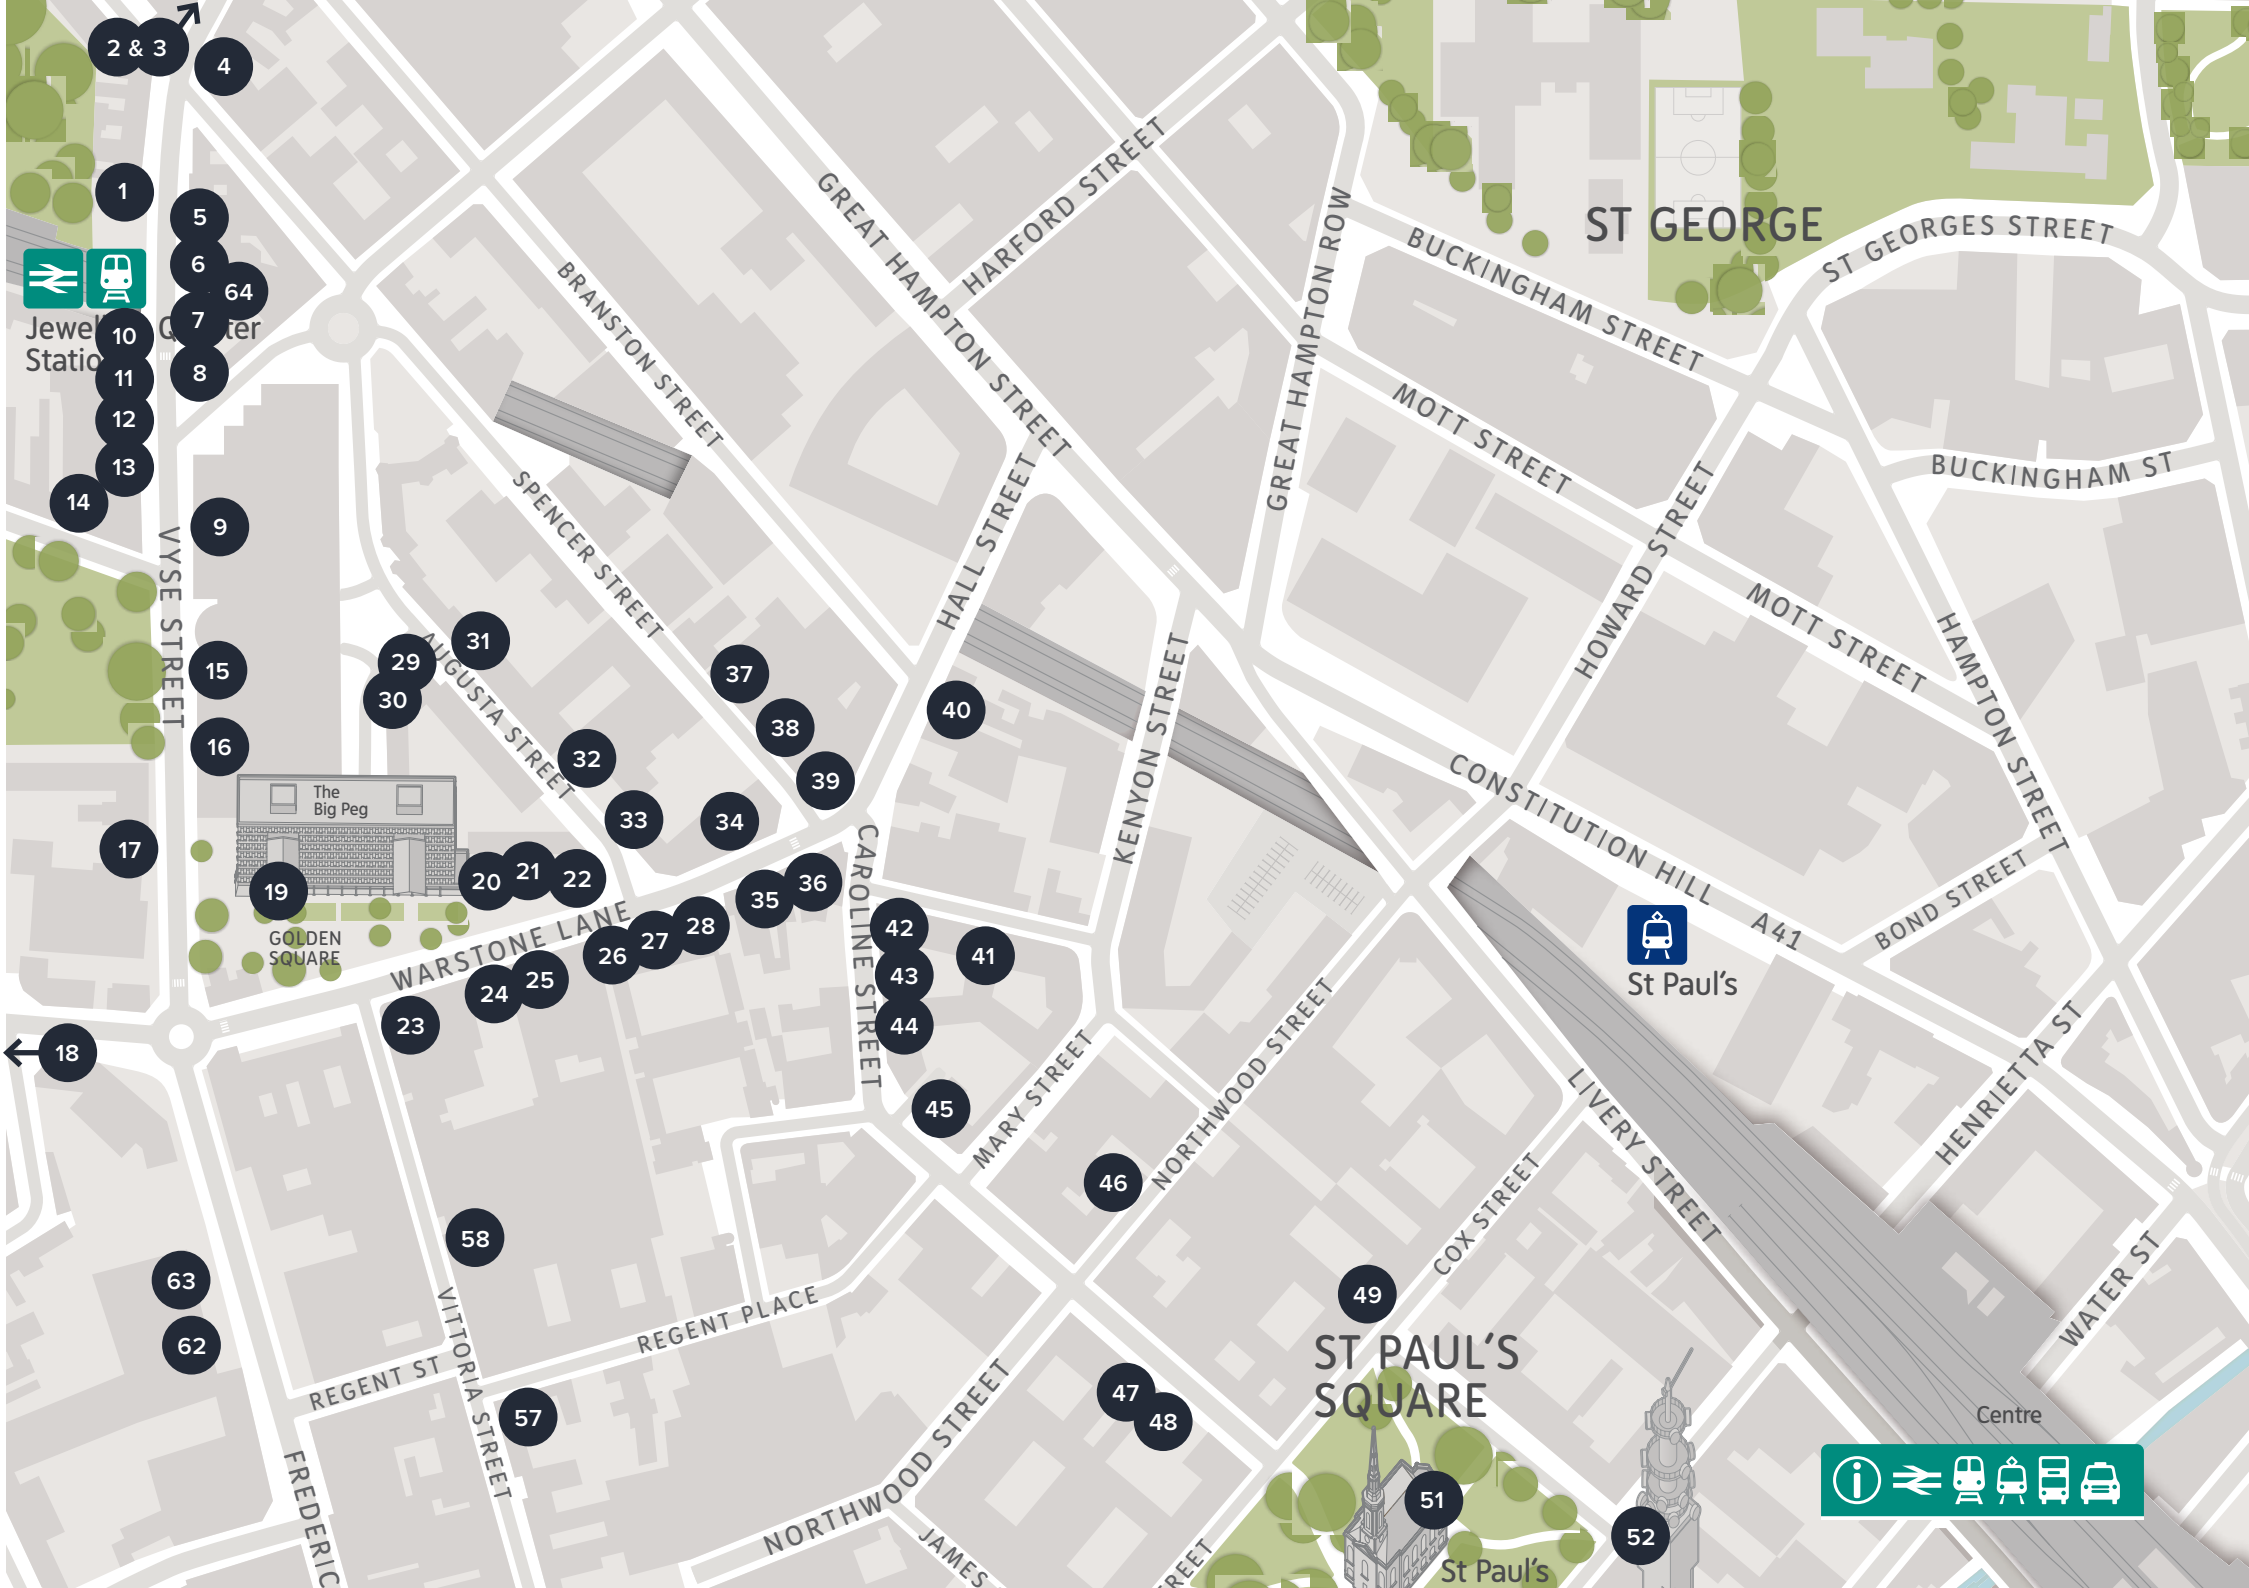 2 & 3
4
1
5
6
64
7
8
10
11
12
13
14
9
Statio
VYSE STREET
15
16
17
18
The
Big Peg
19
GOLDEN
SQUARE
20
21
22
WARSTONE LANE
23
24
25
26
27
28
29
30
31
AUGUSTA STREET
32
33
34
35
36
37
38
39
40
BRANSTON STREET
SPENCER STREET
GREAT HAMPTON STREET
HARFORD STREET
HALL STREET
KENYON STREET
GREAT HAMPTON ROW
ST GEORGE
BUCKINGHAM STREET
ST GEORGES STREET
BUCKINGHAM ST
MOTT STREET
MOTT STREET
HOWARD STREET
HAMPTON STREET
CONSTITUTION HILL A41
BOND STREET
St Paul's
HENRIETTA ST
WATER ST
LIVERY STREET
CAROLINE STREET
42
41
43
44
45
MARY STREET
NORTHWOOD STREET
46
COX STREET
49
ST PAUL'S
SQUARE
47
48
51
52
St Paul's
Centre
58
63
62
57
VITTORIA STREET
REGENT ST
REGENT PLACE
NORTHWOOD STREET
JAMES
REET
FREDERIC